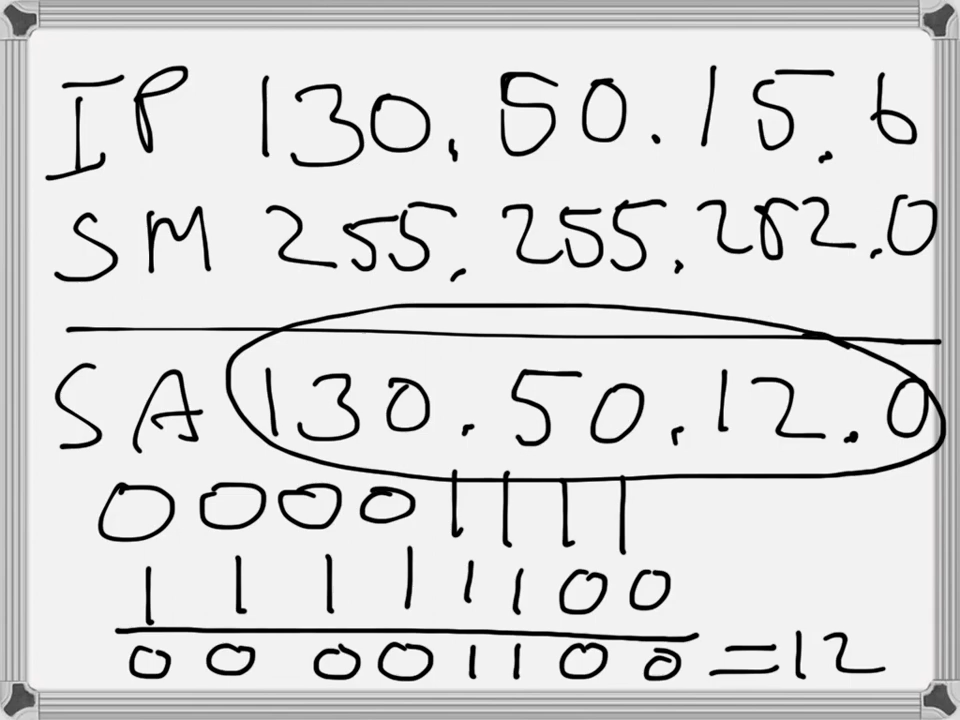 IP 130.50.15.6
SM 255.255.252.0
SA 130.50.12.0
00001111
11111100
00001100=12